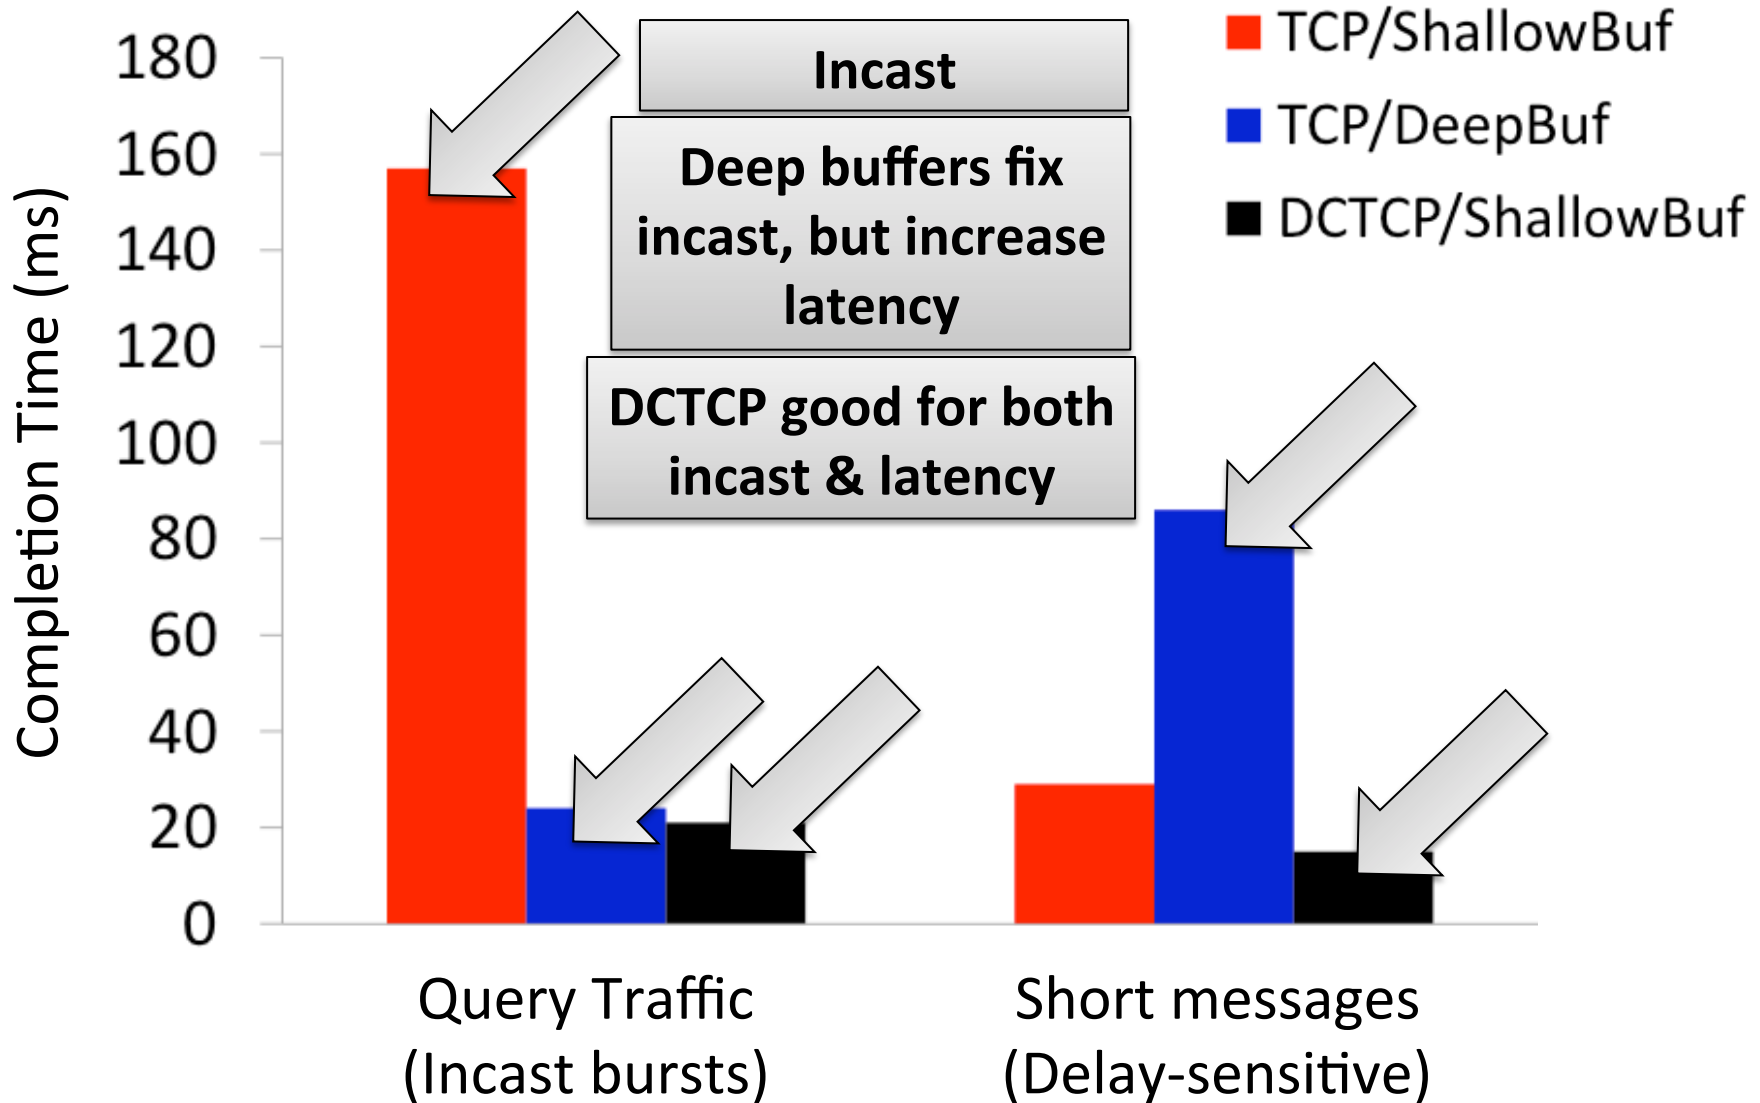 Completion Time (ms)
180
160
140
120
100
80
60
40
20
0
Incast
Deep buffers fix
incast, but increase
latency
DCTCP good for both
incast & latency
TCP/ShallowBuf
TCP/DeepBuf
DCTCP/ShallowBuf
Query Traffic
(Incast bursts)
Short messages
(Delay-sensitive)